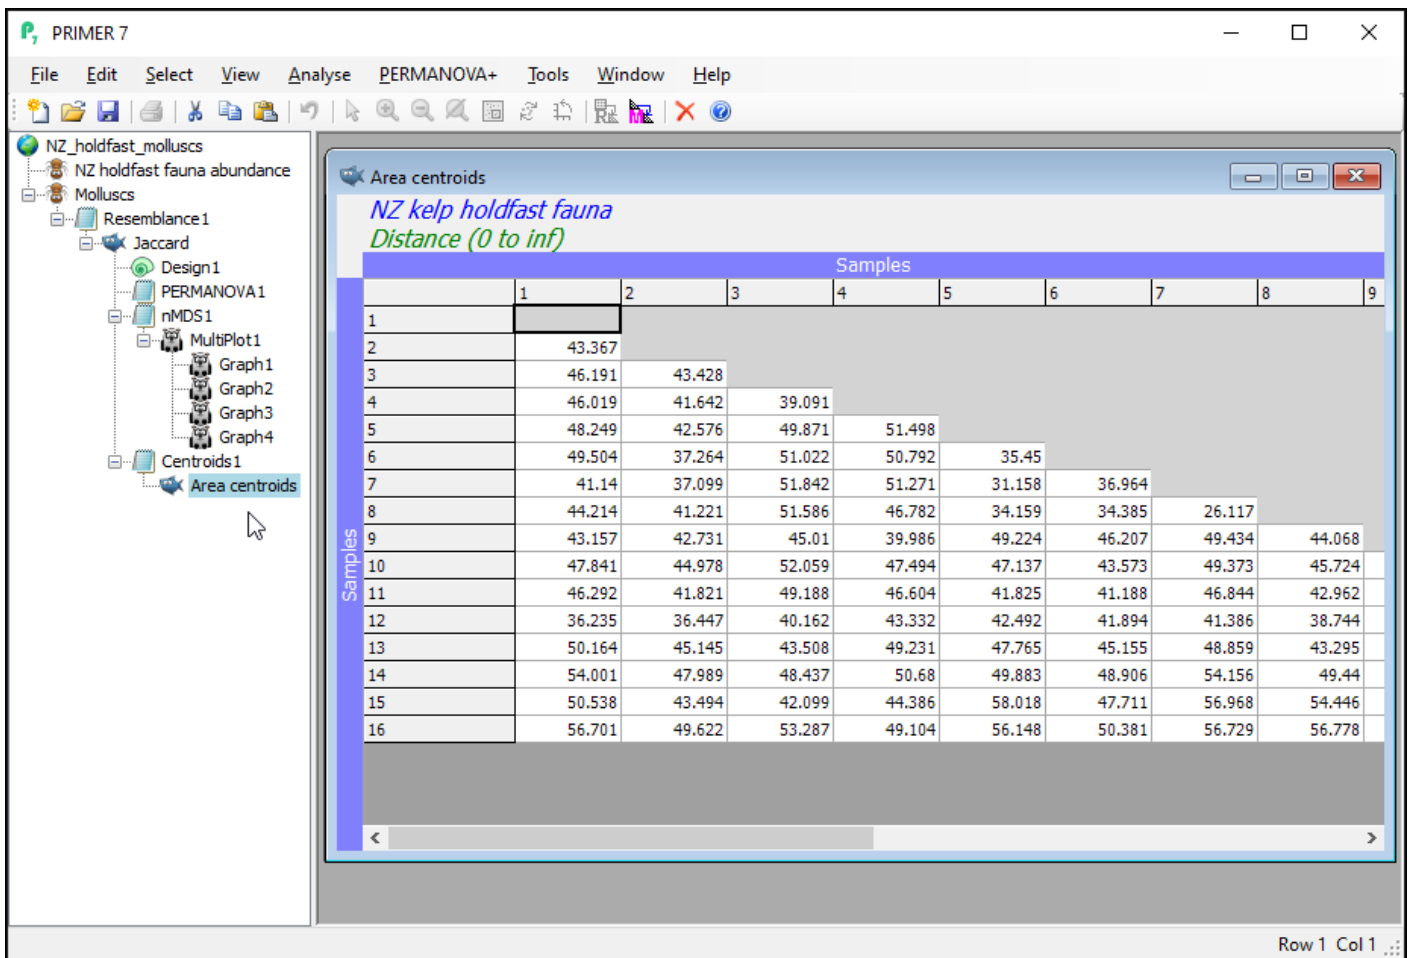 PRIMER 7
File Edit Select View Analyse PERMANOVA+ Tools Window Help
NZ_holdfast_molluscs
NZ holdfast fauna abundance
Molluscs
Resemblance1
Jaccard
Design1
PERMANOVA1
nMDS1
MultiPlot1
Graph1
Graph2
Graph3
Graph4
Centroids1
Area centroids
Area centroids
NZ kelp holdfast fauna
Distance (0 to inf)
Samples
Samples
1 2 3 4 5 6 7 8 9
1
2 43.367
3 46.191 43.428
4 46.019 41.642 39.091
5 48.249 42.576 49.871 51.498
6 49.504 37.264 51.022 50.792 35.45
7 41.14 37.099 51.842 51.271 31.158 36.964
8 44.214 41.221 51.586 46.782 34.159 34.385 26.117
9 43.157 42.731 45.01 39.986 49.224 46.207 49.434 44.068
10 47.841 44.978 52.059 47.494 47.137 43.573 49.373 45.724
11 46.292 41.821 49.188 46.604 41.825 41.188 46.844 42.962
12 36.235 36.447 40.162 43.332 42.492 41.894 41.386 38.744
13 50.164 45.145 43.508 49.231 47.765 45.155 48.859 43.295
14 54.001 47.989 48.437 50.68 49.883 48.906 54.156 49.44
15 50.538 43.494 42.099 44.386 58.018 47.711 56.968 54.446
16 56.701 49.622 53.287 49.104 56.148 50.381 56.729 56.778
Row 1 Col 1